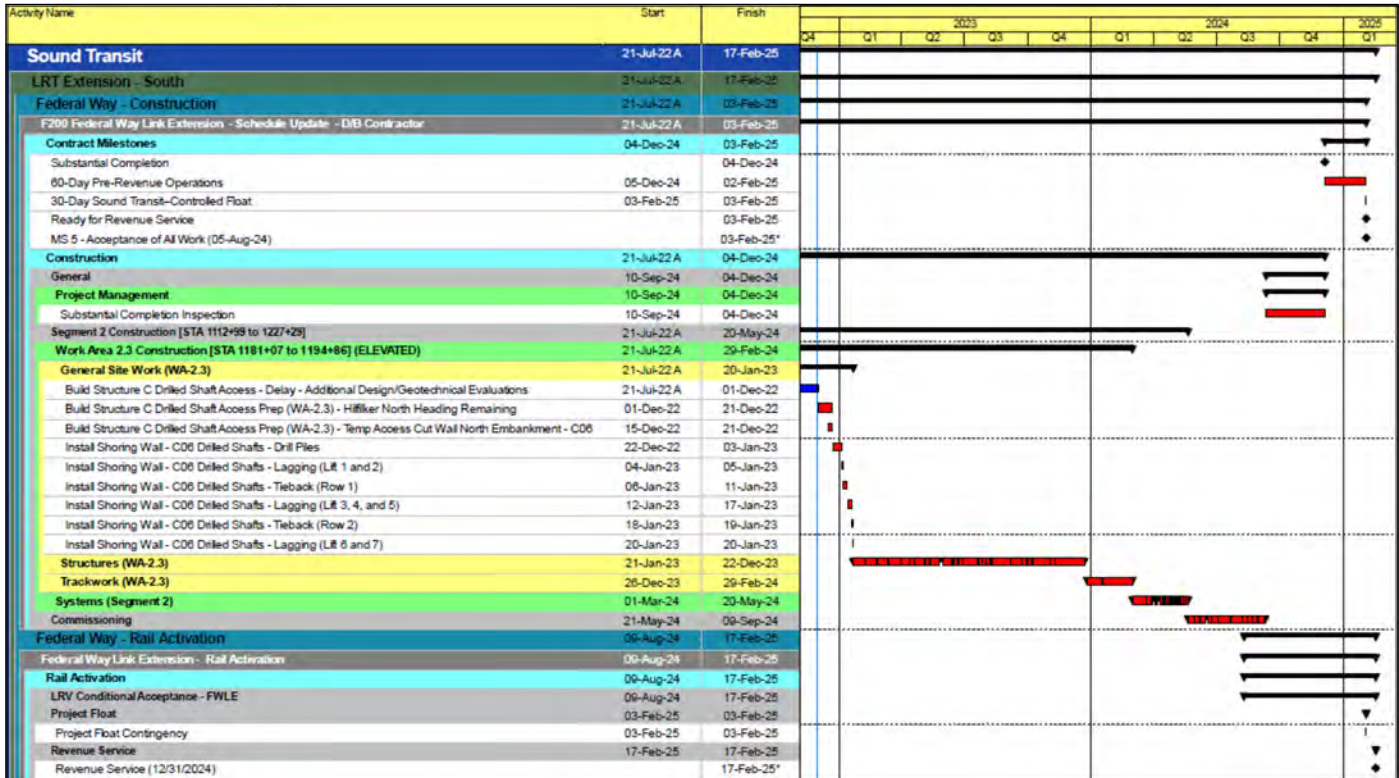 Activity Name Start Finish 2023 2024 2025
Q4 Q1 Q2 Q3 Q4 Q1 Q2 Q3 Q4 Q1
Sound Transit 21-Jul-22 A 17-Feb-25
LRT Extension - South 21-Jul-22 A 17-Feb-25
Federal Way - Construction 21-Jul-22 A 03-Feb-25
F200 Federal Way Link Extension - Schedule Update - D/B Contractor 21-Jul-22 A 03-Feb-25
Contract Milestones 04-Dec-24 03-Feb-25
Substantial Completion 04-Dec-24
60-Day Pre-Revenue Operations 05-Dec-24 02-Feb-25
30-Day Sound Transit-Controlled Float 03-Feb-25 03-Feb-25
Ready for Revenue Service 03-Feb-25
MS 5 - Acceptance of All Work (05-Aug-24) 03-Feb-25*
Construction 21-Jul-22 A 04-Dec-24
General 10-Sep-24 04-Dec-24
Project Management 10-Sep-24 04-Dec-24
Substantial Completion Inspection 10-Sep-24 04-Dec-24
Segment 2 Construction [STA 1112+99 to 1227+29] 21-Jul-22 A 20-May-24
Work Area 2.3 Construction [STA 1181+07 to 1194+86] (ELEVATED) 21-Jul-22 A 29-Feb-24
General Site Work (WA-2.3) 21-Jul-22 A 20-Jan-23
Build Structure C Drilled Shaft Access - Delay - Additional Design/Geotechnical Evaluations 21-Jul-22 A 01-Dec-22
Build Structure C Drilled Shaft Access Prep (WA-2.3) - Hilfiker North Heading Remaining 01-Dec-22 21-Dec-22
Build Structure C Drilled Shaft Access Prep (WA-2.3) - Temp Access Cut Wall North Embankment - C06 15-Dec-22 21-Dec-22
Install Shoring Wall - C06 Drilled Shafts - Drill Piles 22-Dec-22 03-Jan-23
Install Shoring Wall - C06 Drilled Shafts - Lagging (Lift 1 and 2) 04-Jan-23 05-Jan-23
Install Shoring Wall - C06 Drilled Shafts - Tieback (Row 1) 06-Jan-23 11-Jan-23
Install Shoring Wall - C06 Drilled Shafts - Lagging (Lift 3, 4, and 5) 12-Jan-23 17-Jan-23
Install Shoring Wall - C06 Drilled Shafts - Tieback (Row 2) 18-Jan-23 19-Jan-23
Install Shoring Wall - C06 Drilled Shafts - Lagging (Lift 6 and 7) 20-Jan-23 20-Jan-23
Structures (WA-2.3) 21-Jan-23 22-Dec-23
Trackwork (WA-2.3) 26-Dec-23 29-Feb-24
Systems (Segment 2) 01-Mar-24 20-May-24
Commissioning 21-May-24 09-Sep-24
Federal Way - Rail Activation 09-Aug-24 17-Feb-25
Federal Way Link Extension - Rail Activation 09-Aug-24 17-Feb-25
Rail Activation 09-Aug-24 17-Feb-25
LRV Conditional Acceptance - FWLE 09-Aug-24 17-Feb-25
Project Float 03-Feb-25 03-Feb-25
Project Float Contingency 03-Feb-25 03-Feb-25
Revenue Service 17-Feb-25 17-Feb-25
Revenue Service (12/31/2024) 17-Feb-25*